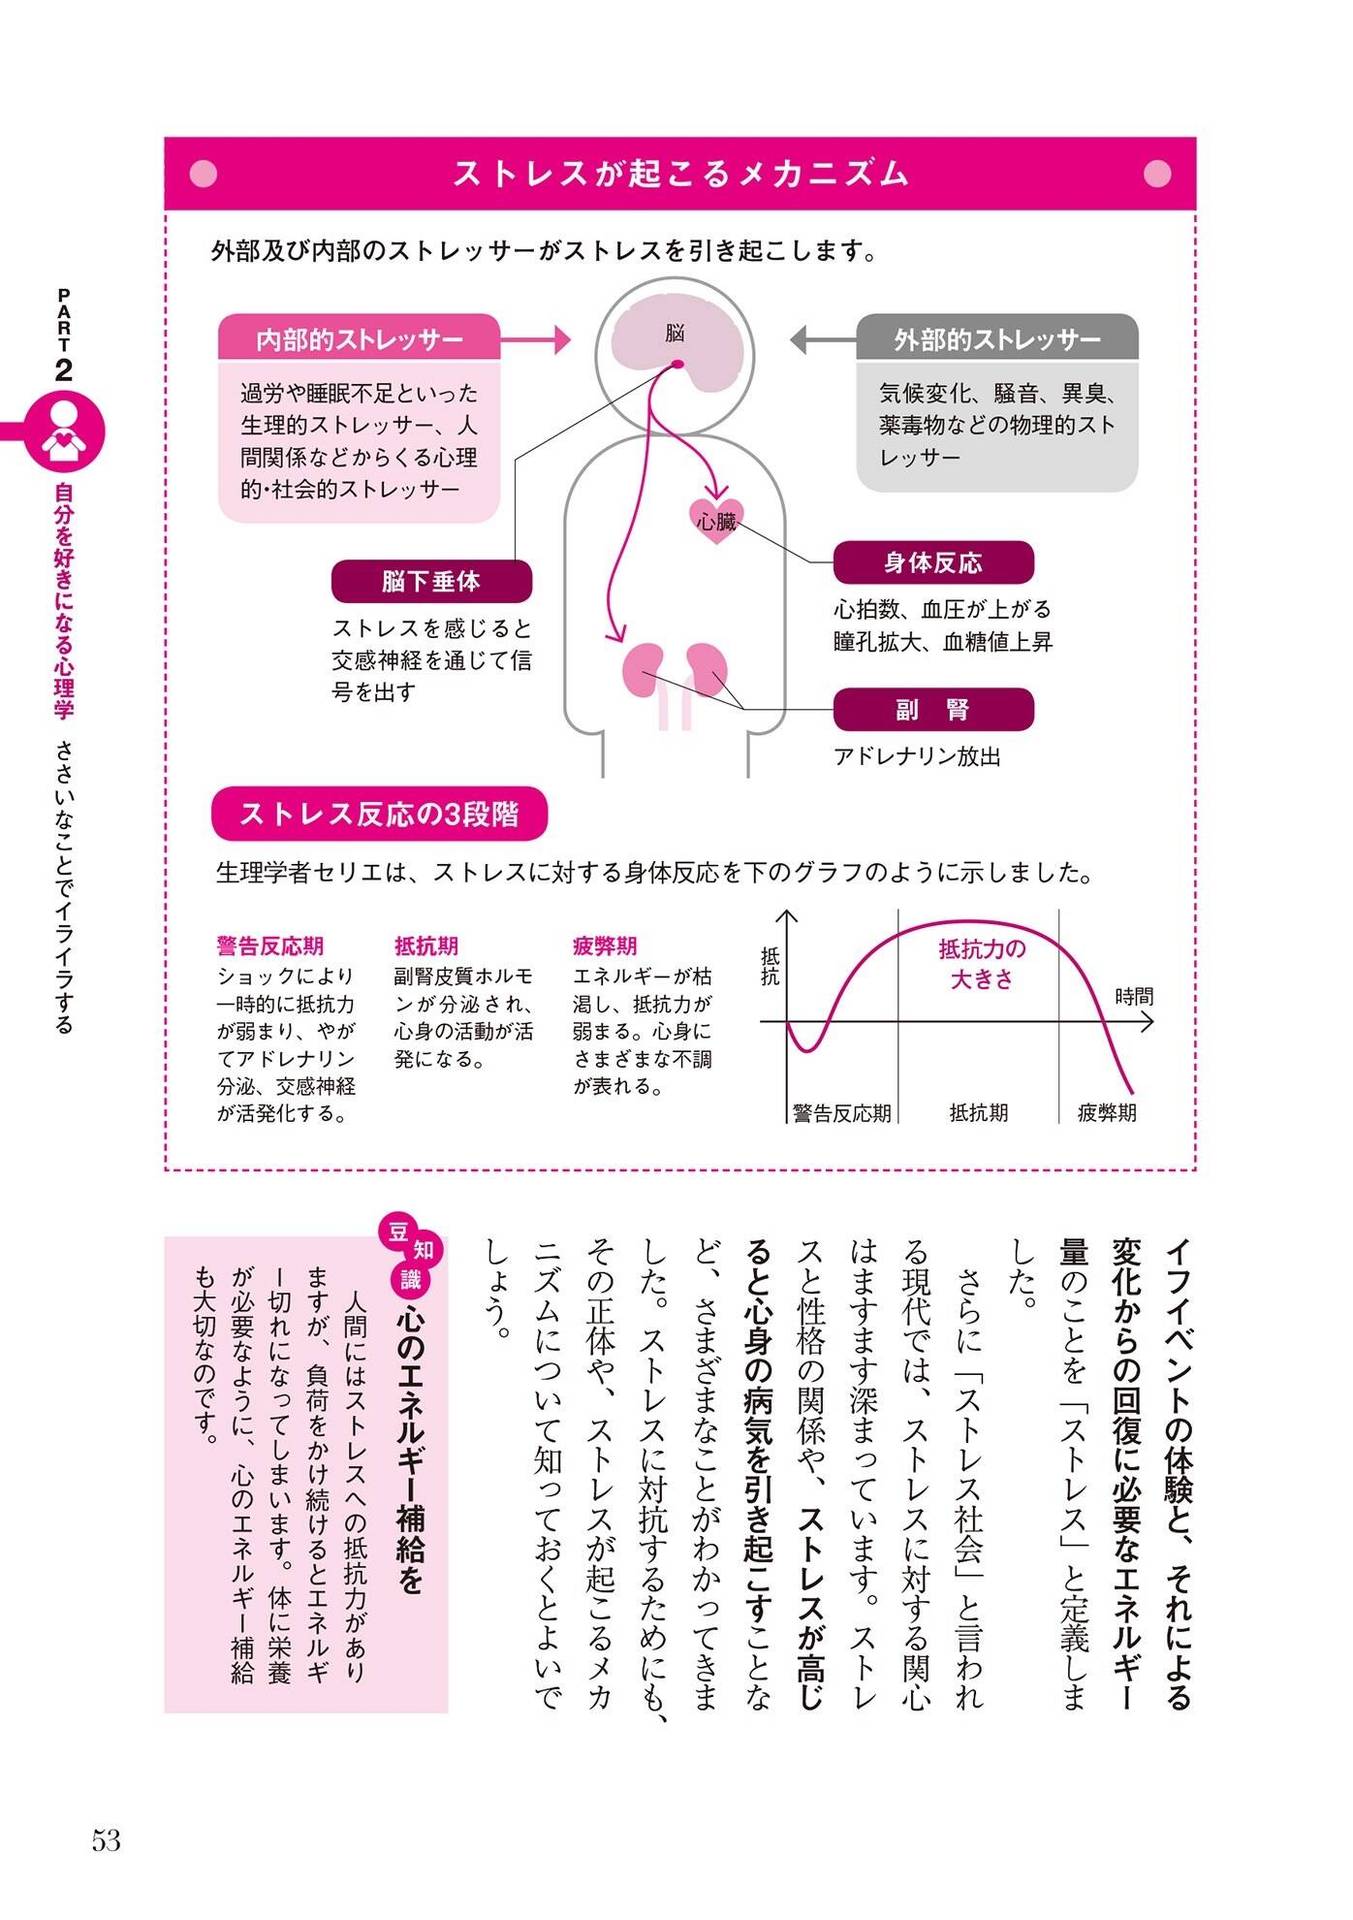 ストレスが起こるメカニズム
外部及び内部のストレッサーがストレスを引き起こします。
内部的ストレッサー
過労や睡眠不足といった
生理的ストレッサー、人
間関係などからくる心理
的・社会的ストレッサー
脳
外部的ストレッサー
気候変化、騒音、異臭、
薬毒物などの物理的スト
レッサー
心臓
脳下垂体
ストレスを感じると
交感神経を通じて信
号を出す
身体反応
心拍数、血圧が上がる
瞳孔拡大、血糖値上昇
副 腎
アドレナリン放出
ストレス反応の3段階
生理学者セリエは、ストレスに対する身体反応を下のグラフのように示しました。
警告反応期
ショックにより
一時的に抵抗力
が弱まり、やが
てアドレナリン
分泌、交感神経
が活発化する。
抵抗期
副腎皮質ホルモ
ンが分泌され、
心身の活動が活
発になる。
疲弊期
エネルギーが枯
渇し、抵抗力が
弱まる。心身に
さまざまな不調
が表れる。
抵抗
抵抗力の
大きさ
時間
警告反応期
抵抗期
疲弊期
イフイベントの体験と、それによる
変化からの回復に必要なエネルギー
量のことを「ストレス」と定義しま
した。
さらに「ストレス社会」と言われ
る現代では、ストレスに対する関心
はますます深まっています。ストレ
スと性格の関係や、ストレスが高じ
ると心身の病気を引き起こすことな
ど、さまざまなことがわかってきま
した。ストレスに対抗するためにも、
その正体や、ストレスが起こるメカ
ニズムについて知っておくとよいで
しょう。
豆知識
心のエネルギー補給を
人間にはストレスへの抵抗力があり
ますが、負荷をかけ続けるとエネルギ
ー切れになってしまいます。体に栄養
が必要なように、心のエネルギー補給
も大切なのです。
PART2
自分を好きになる心理学 ささいなことでイライラする
53